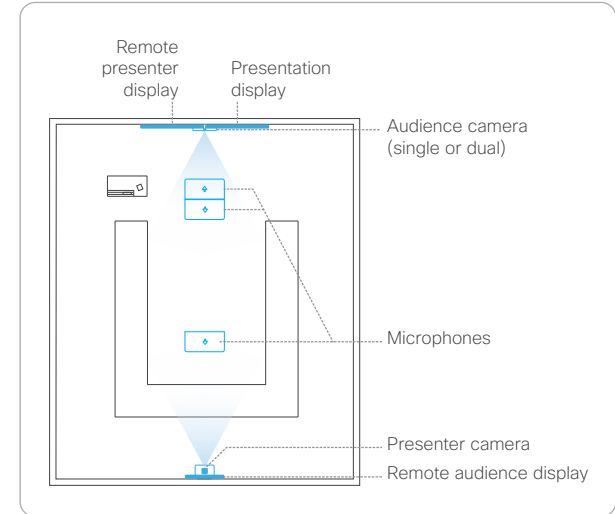 Remote
presenter
display
Presentation
display
Audience camera
(single or dual)
Microphones
Presenter camera
Remote audience display